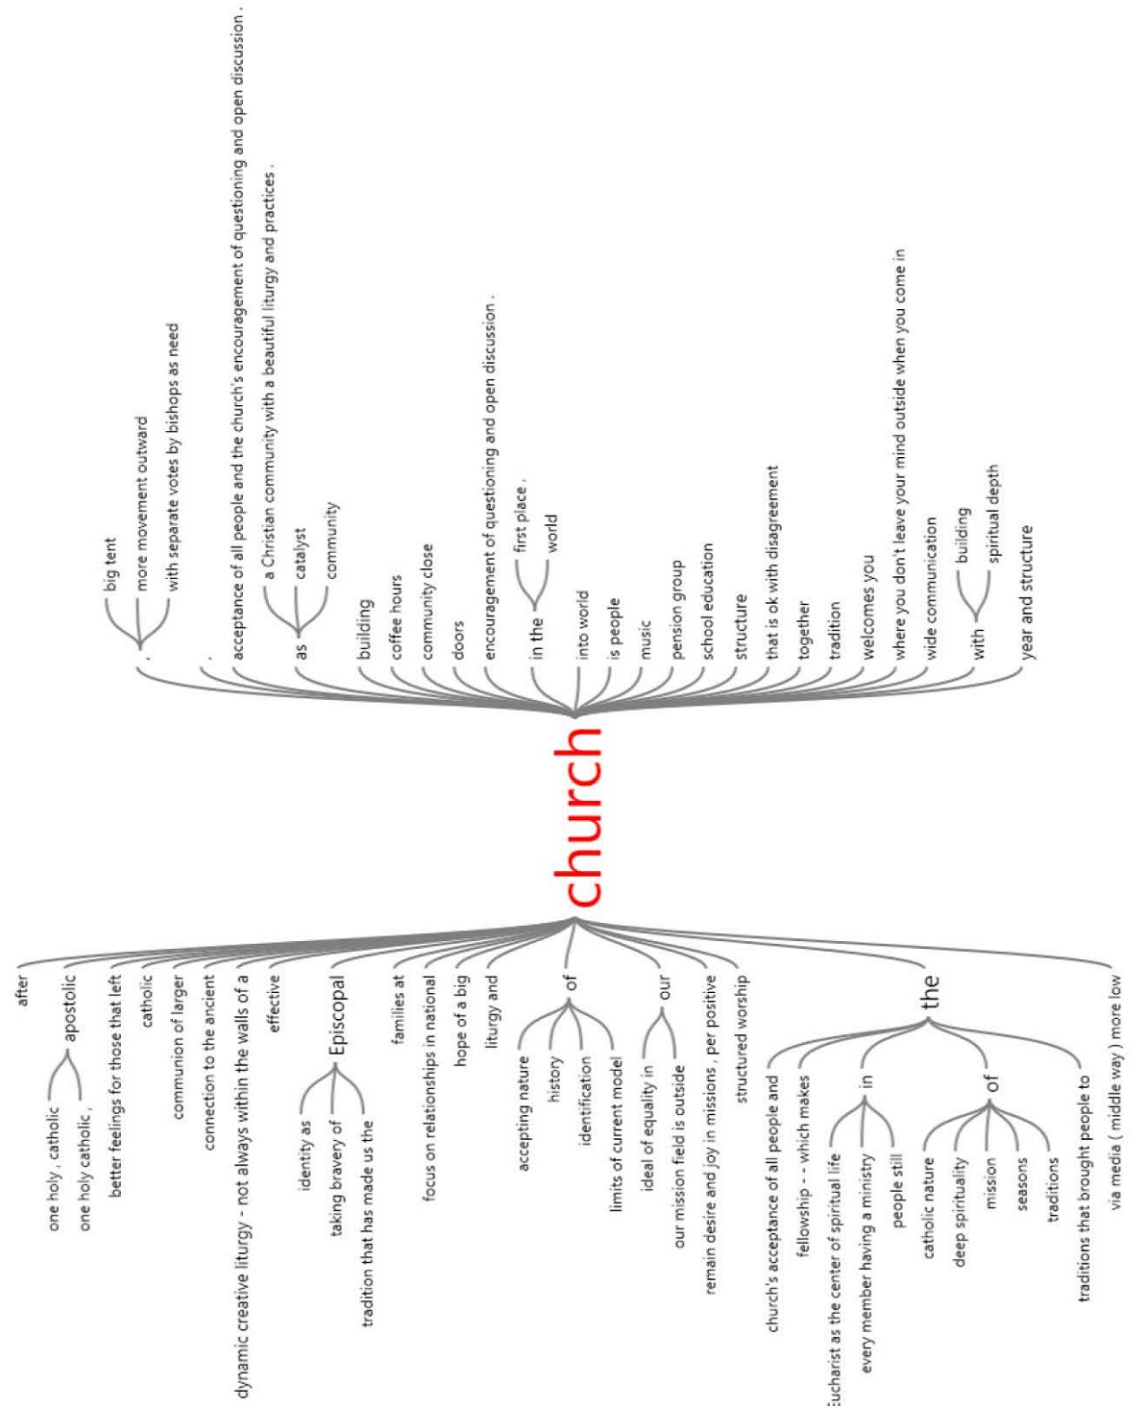 after
apostolic
one holy , catholic
one holy catholic ,
better feelings for those that left
catholic
communion of larger
connection to the ancient
dynamic creative liturgy - not always within the walls of a
effective
Episcopal
identity as
taking bravery of
tradition that has made us the
families at
focus on relationships in national
hope of a big
liturgy and
of
accepting nature
history
identification
limits of current model
our
ideal of equality in
our mission field is outside
remain desire and joy in missions , per positive
structured worship
the
church's acceptance of all people and
fellowship - - which makes
in
Eucharist as the center of spiritual life
every member having a ministry
people still
of
catholic nature
deep spirituality
mission
seasons
traditions
traditions that brought people to
via media ( middle way ) more low
church
,
big tent
more movement outward
with separate votes by bishops as need
.
acceptance of all people and the church's encouragement of questioning and open discussion .
as
a Christian community with a beautiful liturgy and practices .
catalyst
community
building
coffee hours
community close
doors
encouragement of questioning and open discussion .
in the
first place .
world
into world
is people
music
pension group
school education
structure
that is ok with disagreement
together
tradition
welcomes you
where you don't leave your mind outside when you come in
wide communication
with
building
spiritual depth
year and structure